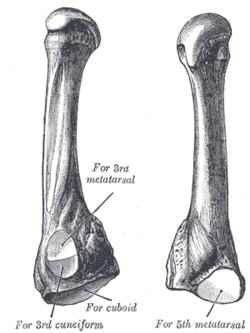 For 3rd
metatarsal
For cuboid
For 3rd cuneiform
For 5th metatarsal